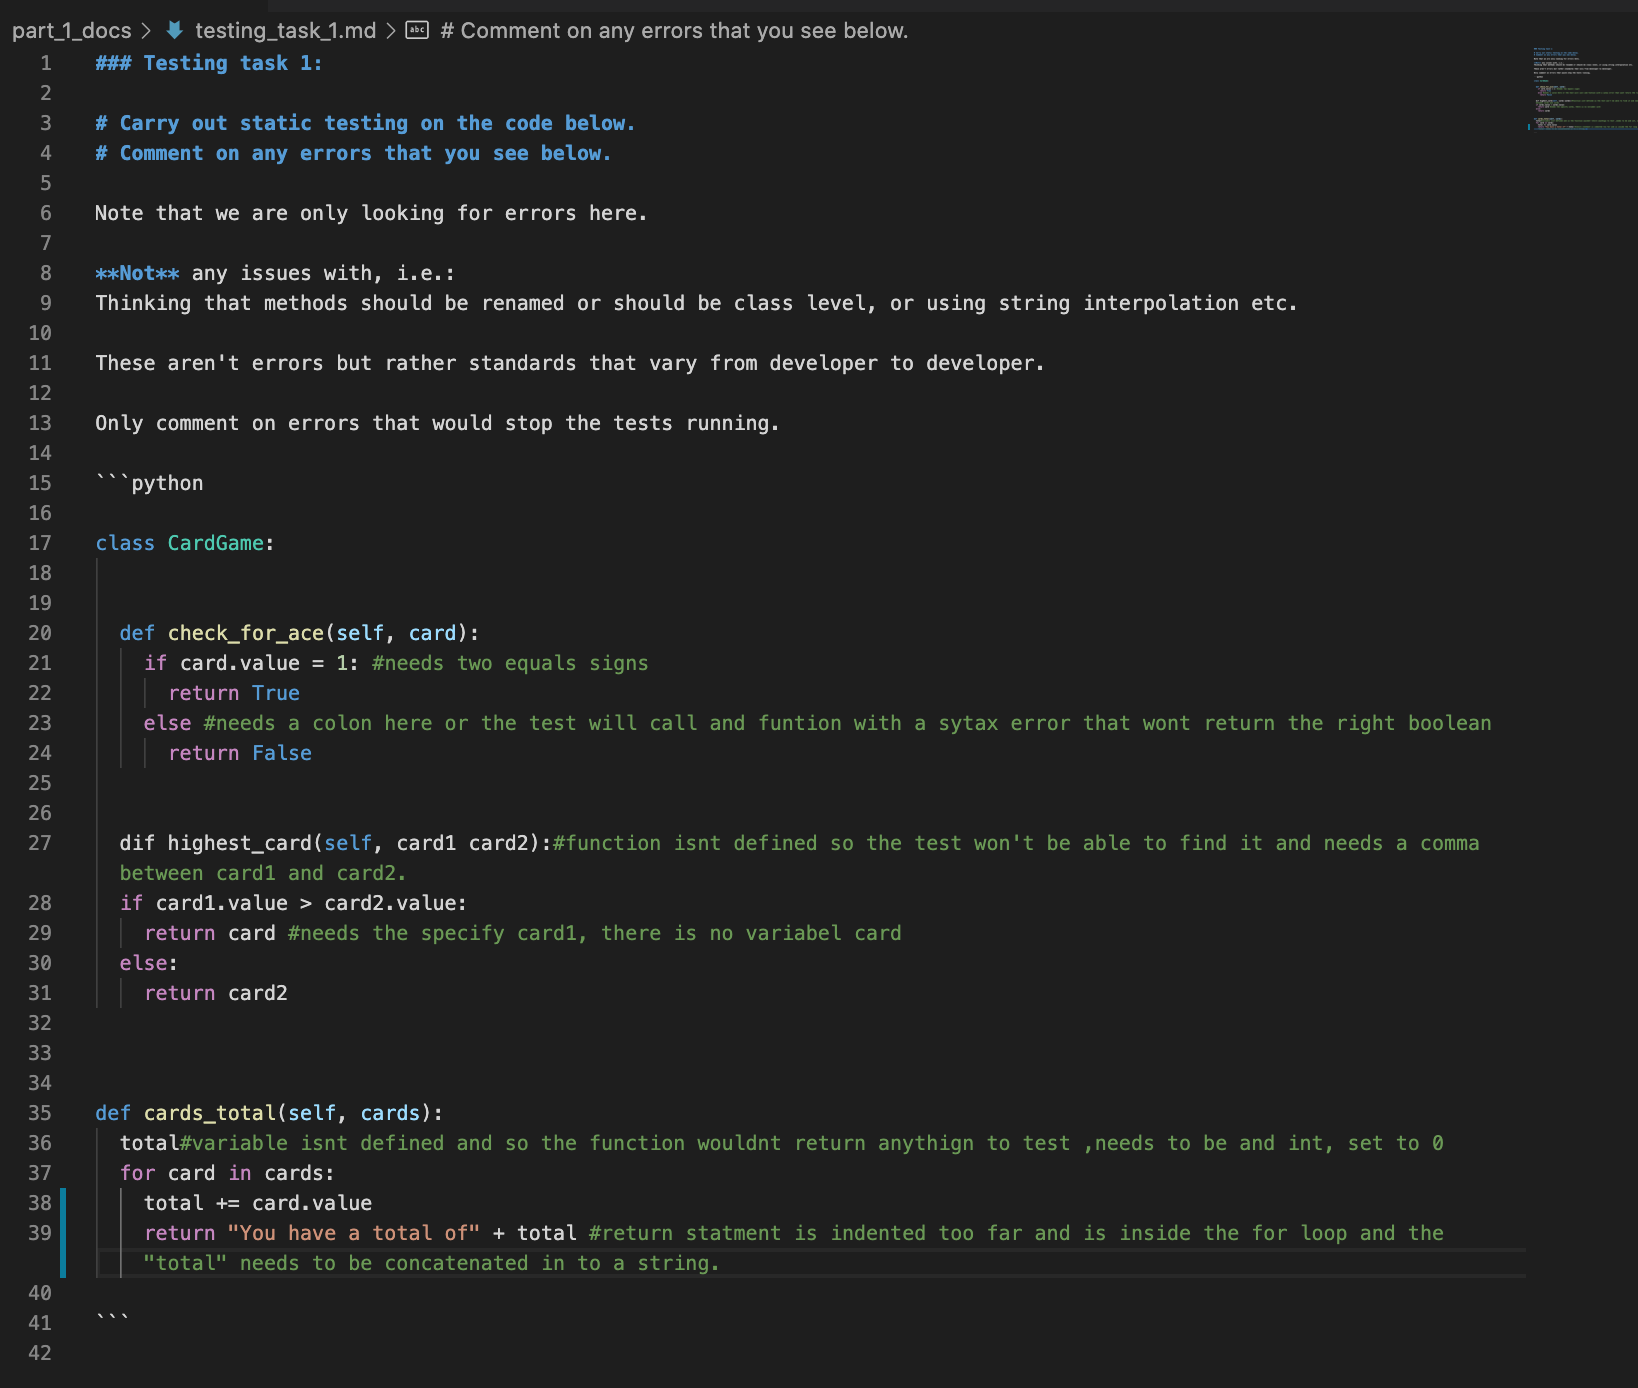 part_1_docs > testing_task_1.md > abc # Comment on any errors that you see below.
1 ### Testing task 1:
2
3 # Carry out static testing on the code below.
4 # Comment on any errors that you see below.
5
6 Note that we are only looking for errors here.
7
8 **Not** any issues with, i.e.:
9 Thinking that methods should be renamed or should be class level, or using string interpolation etc.
10
11 These aren't errors but rather standards that vary from developer to developer.
12
13 Only comment on errors that would stop the tests running.
14
15 ```python
16
17 class CardGame:
18
19
20 def check_for_ace(self, card):
21 if card.value = 1: #needs two equals signs
22 return True
23 else #needs a colon here or the test will call and funtion with a sytax error that wont return the right boolean
24 return False
25
26
27 dif highest_card(self, card1 card2):#function isnt defined so the test won't be able to find it and needs a comma
between card1 and card2.
28 if card1.value > card2.value:
29 return card #needs the specify card1, there is no variabel card
30 else:
31 return card2
32
33
34
35 def cards_total(self, cards):
36 total#variable isnt defined and so the function wouldnt return anythign to test ,needs to be and int, set to 0
37 for card in cards:
38 total += card.value
39 return "You have a total of" + total #return statment is indented too far and is inside the for loop and the
"total" needs to be concatenated in to a string.
40
41 ```
42